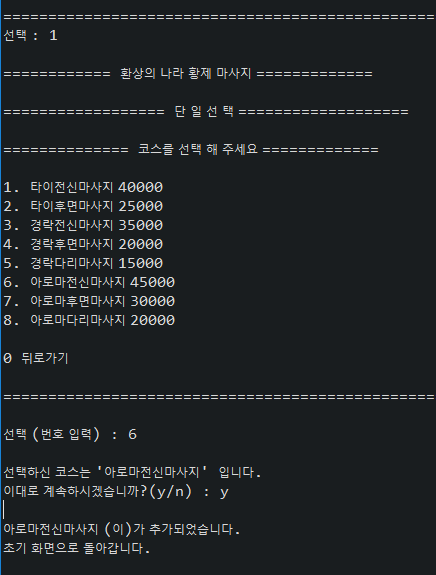 ================================================
선택 : 1
============ 환상의 나라 황제 마사지 =============
================== 단 일 선 택 ===================
============== 코스를 선택 해 주세요 =============
1. 타이전신마사지 40000
2. 타이후면마사지 25000
3. 경락전신마사지 35000
4. 경락후면마사지 20000
5. 경락다리마사지 15000
6. 아로마전신마사지 45000
7. 아로마후면마사지 30000
8. 아로마다리마사지 20000
0 뒤로가기
================================================
선택 (번호 입력) : 6
선택하신 코스는 '아로마전신마사지' 입니다.
이대로 계속하시겠습니까?(y/n) : y
아로마전신마사지 (이)가 추가되었습니다.
초기 화면으로 돌아갑니다.